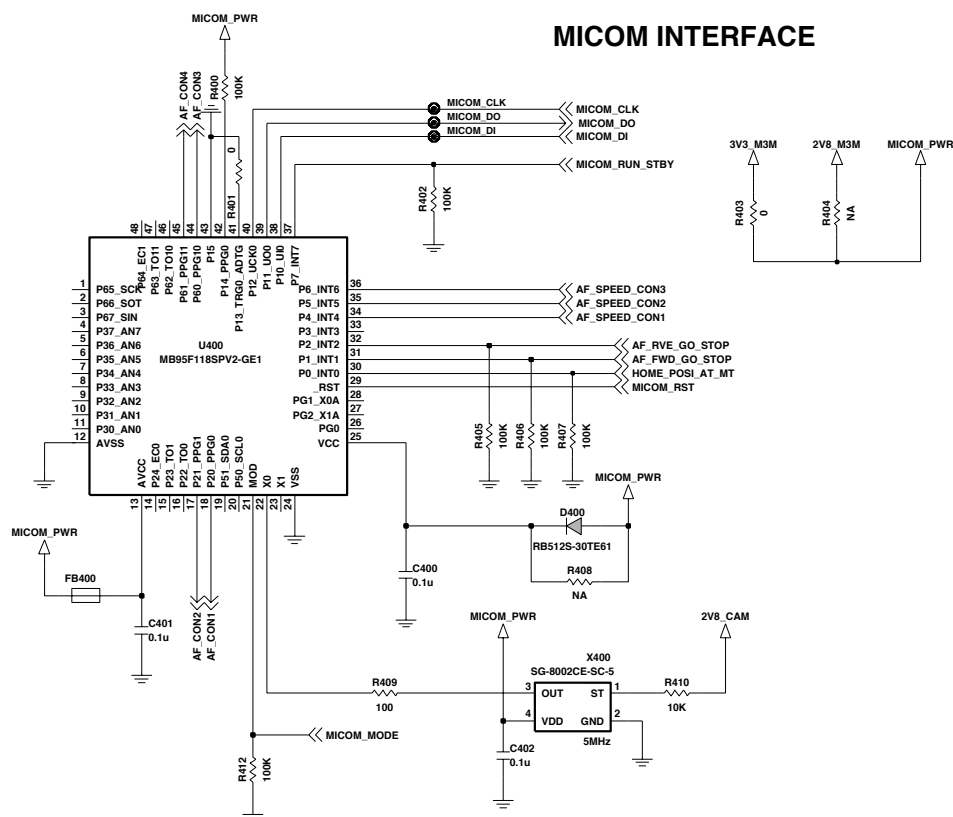 MICOM INTERFACE
MICOM_PWR
AF_CON4
AF_CON3
R400
100K
MICOM_CLK
MICOM_CLK
MICOM_DO
MICOM_DO
MICOM_DI
MICOM_DI
0
R401
MICOM_RUN_STBY
R402
100K
3V3_M3M
2V8_M3M
MICOM_PWR
R403
0
R404
NA
48
47
46
45
44
43
42
41
40
39
38
37
P64_EC1
P63_TO11
P62_TO10
P61_PPG11
P60_PPG10
P15
P14_PPG0
P13_TRG0_ADTG
P12_UCK0
P11_UO0
P10_UI0
P7_INT7
1 P65_SCK
2 P66_SOT
3 P67_SIN
4 P37_AN7
5 P36_AN6
6 P35_AN5
7 P34_AN4
8 P33_AN3
9 P32_AN2
10 P31_AN1
11 P30_AN0
12 AVSS
U400
MB95F118SPV2-GE1
P6_INT6 36 AF_SPEED_CON3
P5_INT5 35 AF_SPEED_CON2
P4_INT4 34 AF_SPEED_CON1
P3_INT3 33
P2_INT2 32 AF_RVE_GO_STOP
P1_INT1 31 AF_FWD_GO_STOP
P0_INT0 30 HOME_POSI_AT_MT
_RST 29 MICOM_RST
PG1_X0A 28
PG2_X1A 27
PG0 26
VCC 25
R405
100K
R406
100K
R407
100K
AVCC
P24_EC0
P23_TO1
P22_TO0
P21_PPG1
P20_PPG0
P51_SDA0
P50_SCL0
MOD
X0
X1
VSS
13
14
15
16
17
18
19
20
21
22
23
24
MICOM_PWR
FB400
C401
0.1u
AF_CON2
AF_CON1
MICOM_PWR
D400
RB512S-30TE61
R408
NA
C400
0.1u
MICOM_PWR
2V8_CAM
X400
SG-8002CE-SC-5
R409
100
3 OUT ST 1
4 VDD GND 2
5MHz
R410
10K
C402
0.1u
MICOM_MODE
R412
100K